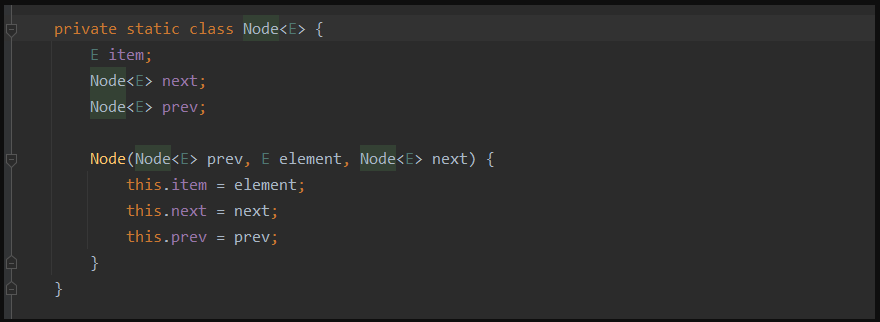 private static class Node<E> {
E item;
Node<E> next;
Node<E> prev;
Node(Node<E> prev, E element, Node<E> next) {
this.item = element;
this.next = next;
this.prev = prev;
}
}